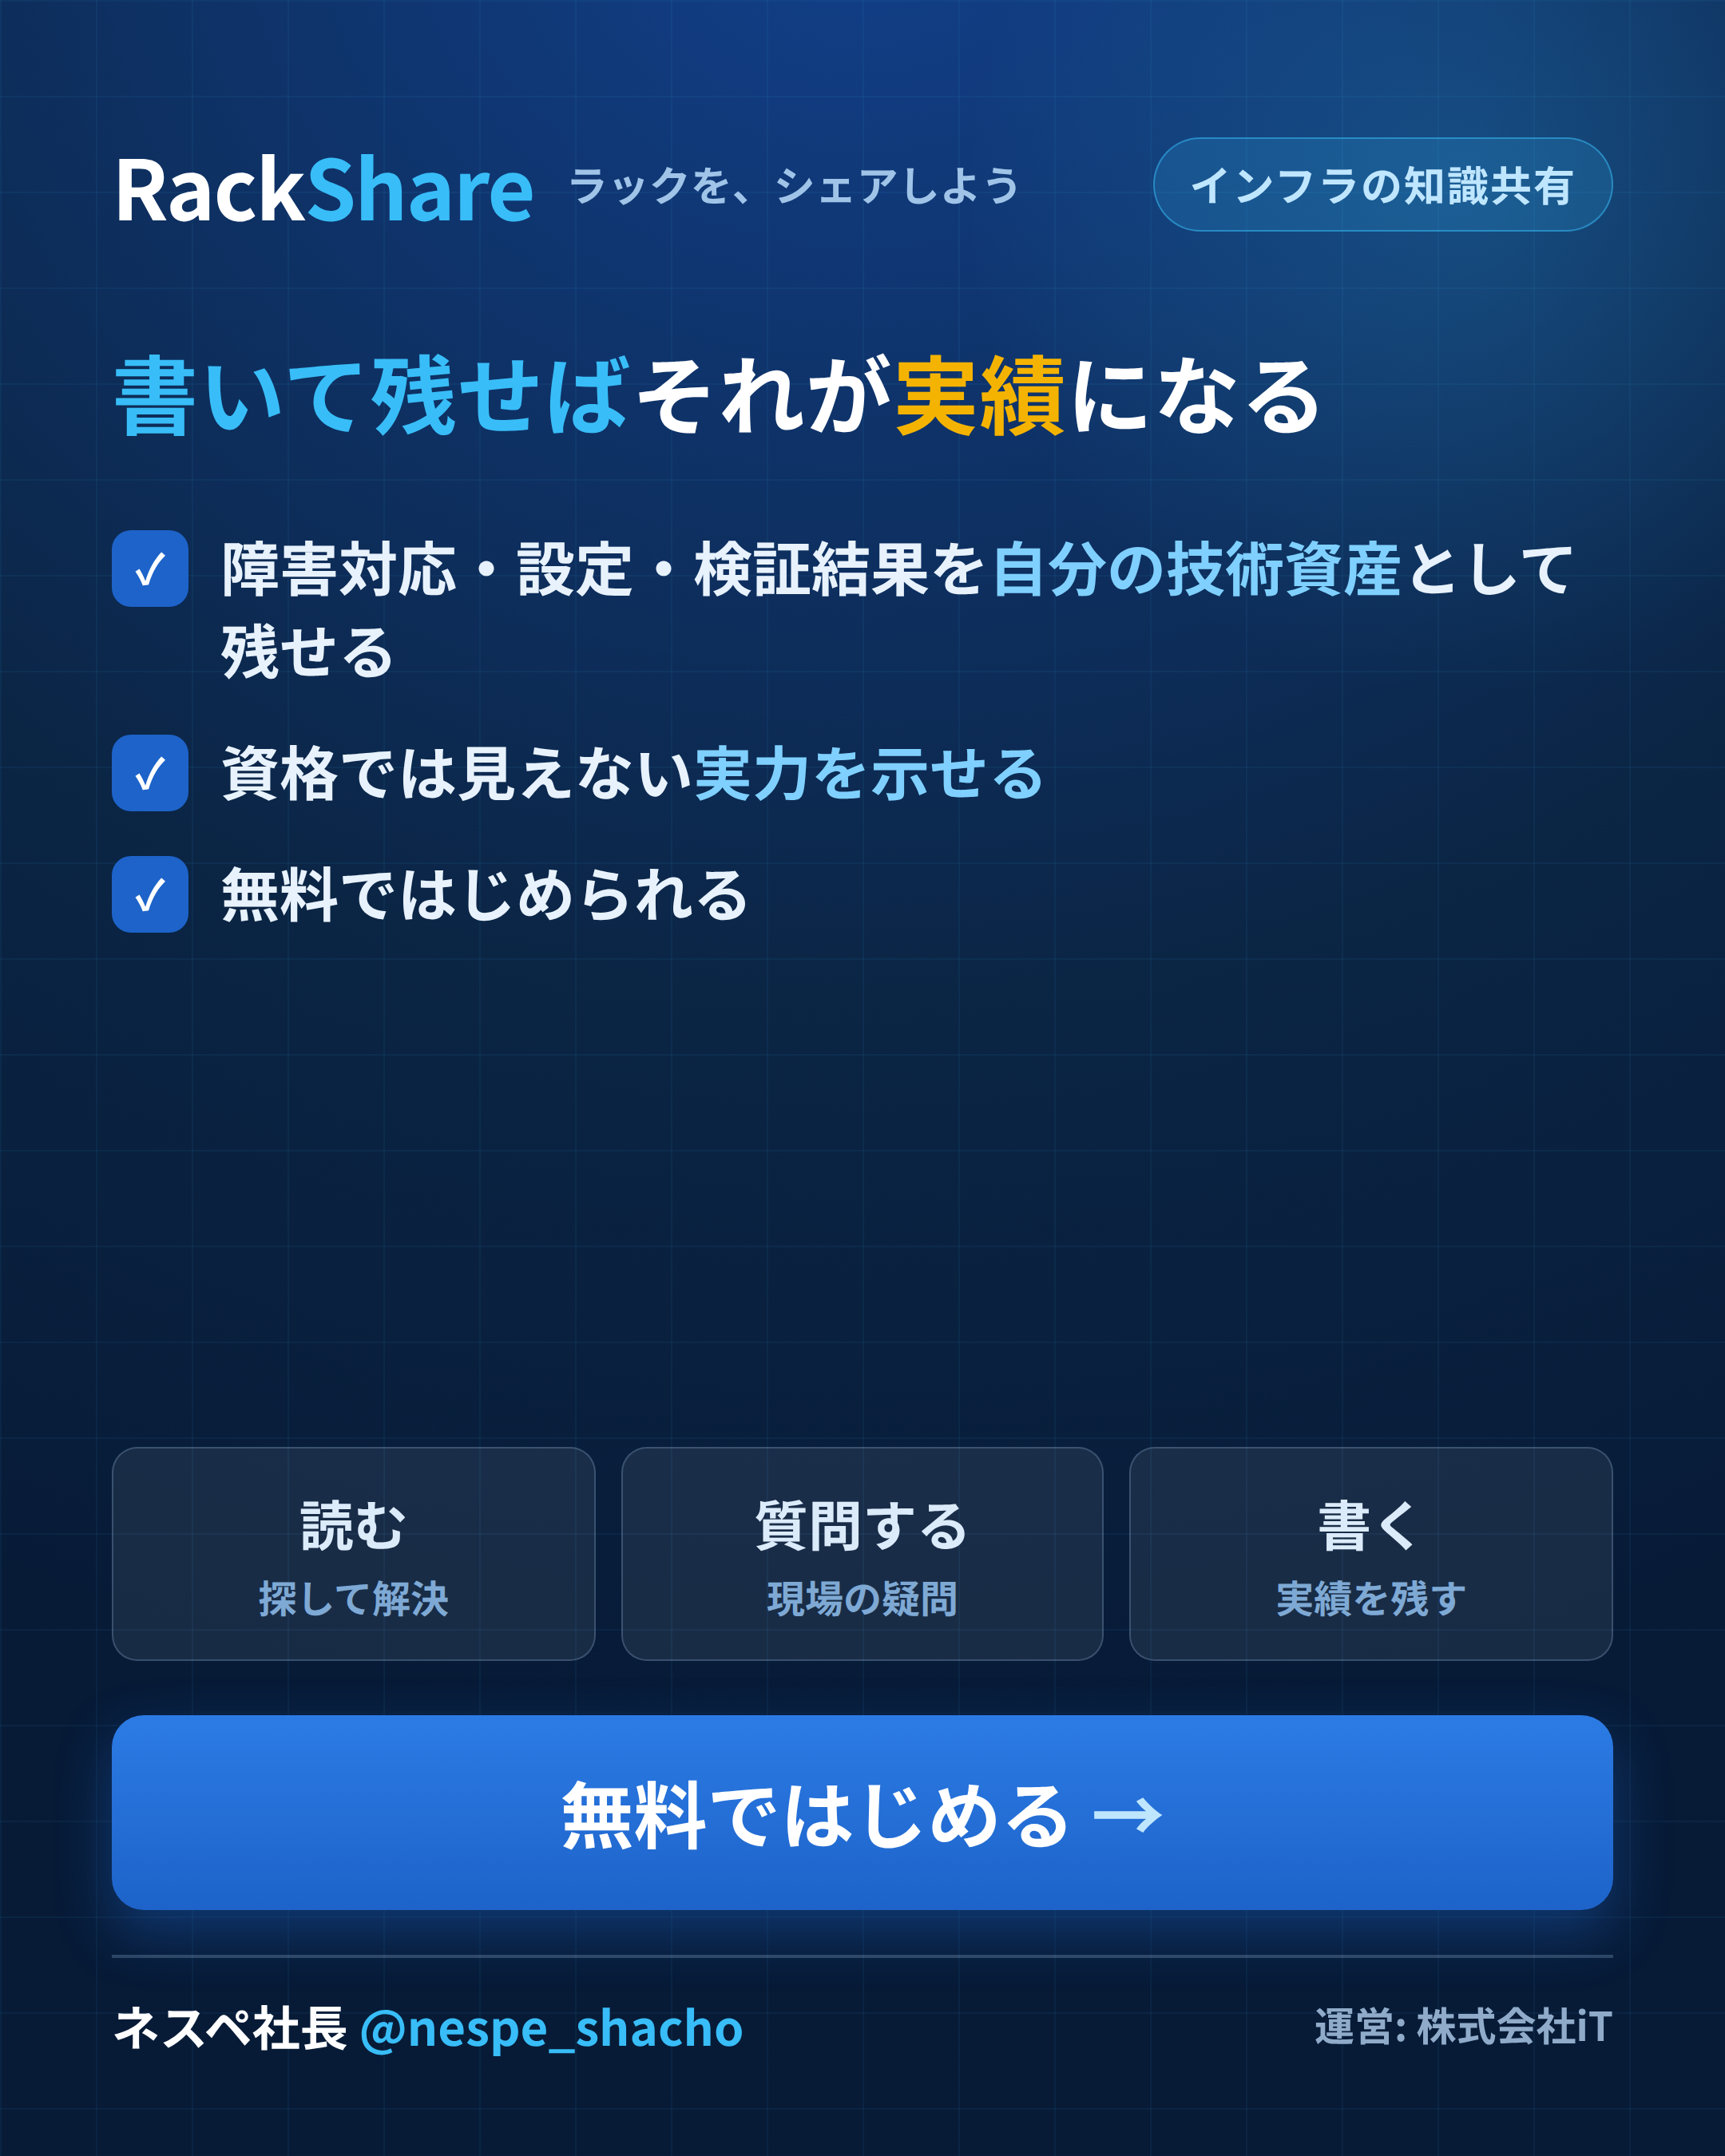 RackShare ラックを、シェアしよう インフラの知識共有
書いて残せばそれが実績になる
✓ 障害対応・設定・検証結果を自分の技術資産として
残せる
✓ 資格では見えない実力を示せる
✓ 無料ではじめられる
読む 質問する 書く
探して解決 現場の疑問 実績を残す
無料ではじめる →
ネスペ社長 @nespe_shacho 運営: 株式会社iT